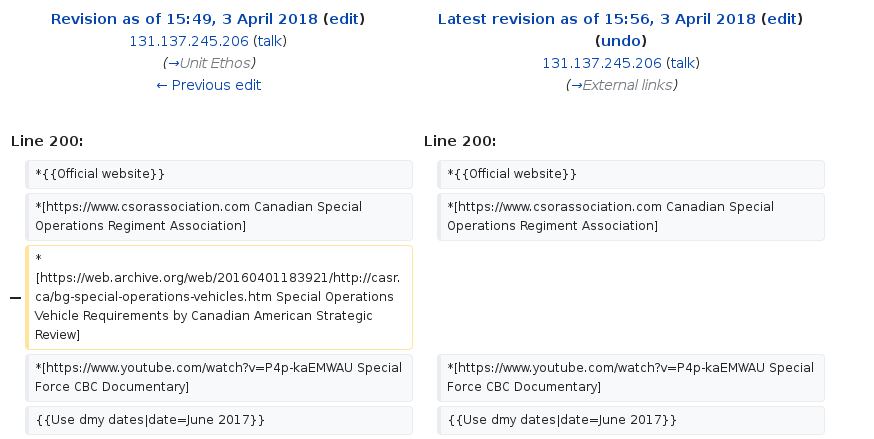 Revision as of 15:49, 3 April 2018 (edit)
131.137.245.206 (talk)
(→Unit Ethos)
← Previous edit
Latest revision as of 15:56, 3 April 2018 (edit)
(undo)
131.137.245.206 (talk)
(→External links)
Line 200:
Line 200:
*{{Official website}}
*{{Official website}}
*[https://www.csorassociation.com Canadian Special
Operations Regiment Association]
*[https://www.csorassociation.com Canadian Special
Operations Regiment Association]
−
*
[https://web.archive.org/web/20160401183921/http://casr.
ca/bg-special-operations-vehicles.htm Special Operations
Vehicle Requirements by Canadian American Strategic
Review]
*[https://www.youtube.com/watch?v=P4p-kaEMWAU Special
Force CBC Documentary]
*[https://www.youtube.com/watch?v=P4p-kaEMWAU Special
Force CBC Documentary]
{{Use dmy dates|date=June 2017}}
{{Use dmy dates|date=June 2017}}